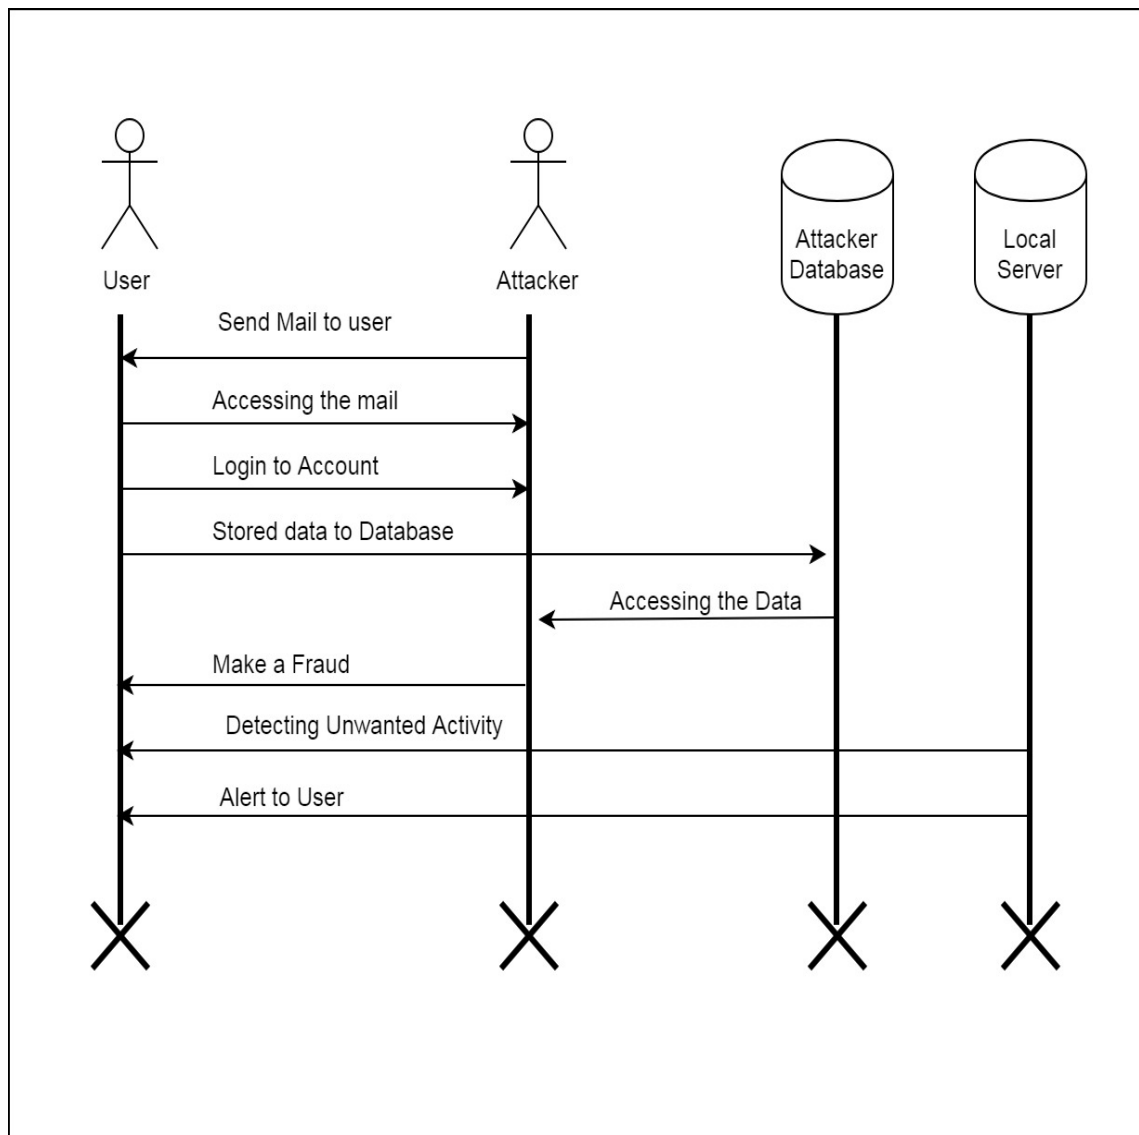 User
Attacker
Attacker
Database
Local
Server
Send Mail to user
Accessing the mail
Login to Account
Stored data to Database
Accessing the Data
Make a Fraud
Detecting Unwanted Activity
Alert to User